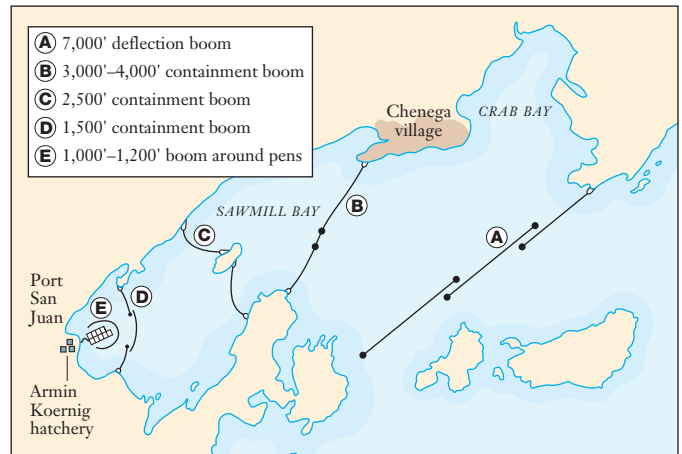 A 7,000' deflection boom
B 3,000'–4,000' containment boom
C 2,500' containment boom
D 1,500' containment boom
E 1,000'–1,200' boom around pens
Chenega
village
CRAB BAY
SAWMILL BAY
B
A
C
Port
San
Juan
D
E
Armin
Koernig
hatchery